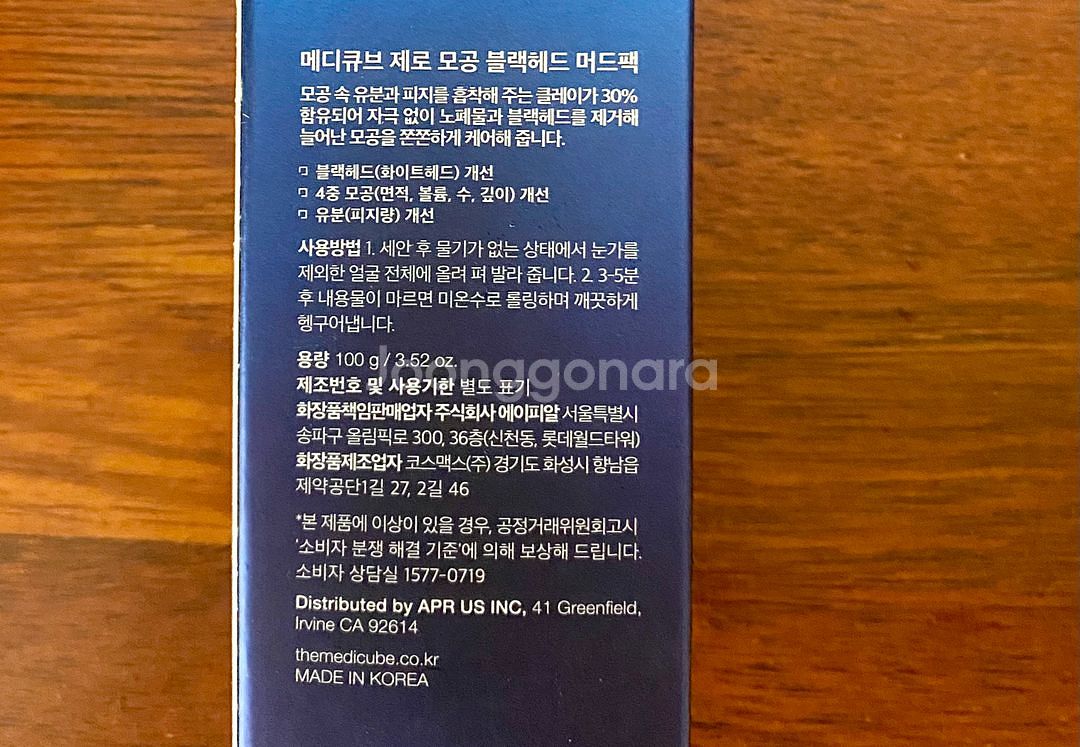 메디큐브 제로 모공 블랙헤드 머드팩
모공 속 유분과 피지를 흡착해 주는 클레이가 30%
함유되어 자극 없이 노폐물과 블랙헤드를 제거해
늘어난 모공을 쫀쫀하게 케어해 줍니다.
블랙헤드(화이트헤드) 개선
4중 모공(면적, 볼륨, 수, 깊이) 개선
유분(피지량) 개선
사용방법 1. 세안 후 물기가 없는 상태에서 눈가를
제외한 얼굴 전체에 올려 펴 발라 줍니다. 2. 3-5분
후 내용물이 마르면 미온수로 롤링하며 깨끗하게
헹구어냅니다.
용량 100 g / 3.52 oz.
Joonggonara
제조번호 및 사용기한 별도 표기
화장품책임판매업자 주식회사 에이피알 서울특별시
송파구 올림픽로 300, 36층(신천동, 롯데월드타워)
화장품제조업자 코스맥스(주) 경기도 화성시 향남읍
제약공단1길 27, 2길 46
*본 제품에 이상이 있을 경우, 공정거래위원회고시
'소비자 분쟁 해결 기준'에 의해 보상해 드립니다.
소비자 상담실 1577-0719
Distributed by APR US INC, 41 Greenfield,
Irvine CA 92614
themedicube.co.kr
MADE IN KOREA